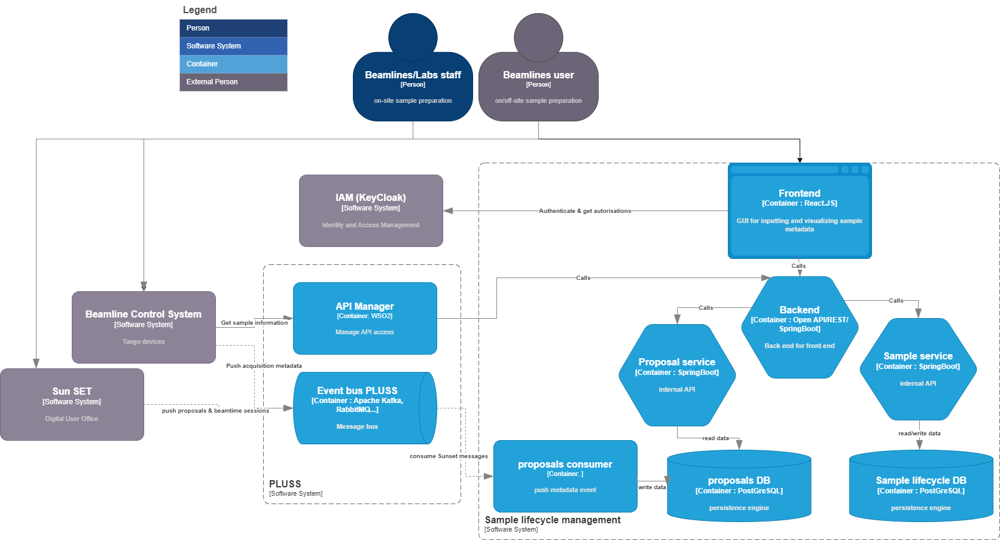 Legend
Person
Software System
Container
External Person
Beamlines/Labs staff
[Person]
on-site sample preparation
Beamlines user
[Person]
on/off-site sample preparation
IAM (KeyCloak)
[Software System]
Identity and Access Management
Authenticate & get autorisations
Frontend
[Container : React.JS]
GUI for inputting and visualizing sample
metadata
Calls
Calls
Beamline Control System
[Software System]
Tango devices
Get sample information
API Manager
[Container: WSO2]
Manage API access
Backend
[Container : Open API/REST/
SpringBoot]
Back end for front end
Calls
Calls
Push acquisition metadata
Proposal service
[Container : SpringBoot]
internal API
Sample service
[Container : SpringBoot]
internal API
Sun SET
[Software System]
Digital User Office
push proposals & beamtime sessions
Event bus PLUSS
[Container : Apache Kafka,
RabbitMQ...]
Message bus
read data
read/write data
consume Sunset messages
proposals consumer
[Container: ]
push metadata event
write data
proposals DB
[Container : PostGreSQL]
persistence engine
Sample lifecycle DB
[Container : PostGreSQL]
persistence engine
PLUSS
[Software System]
Sample lifecycle management
[Software System]